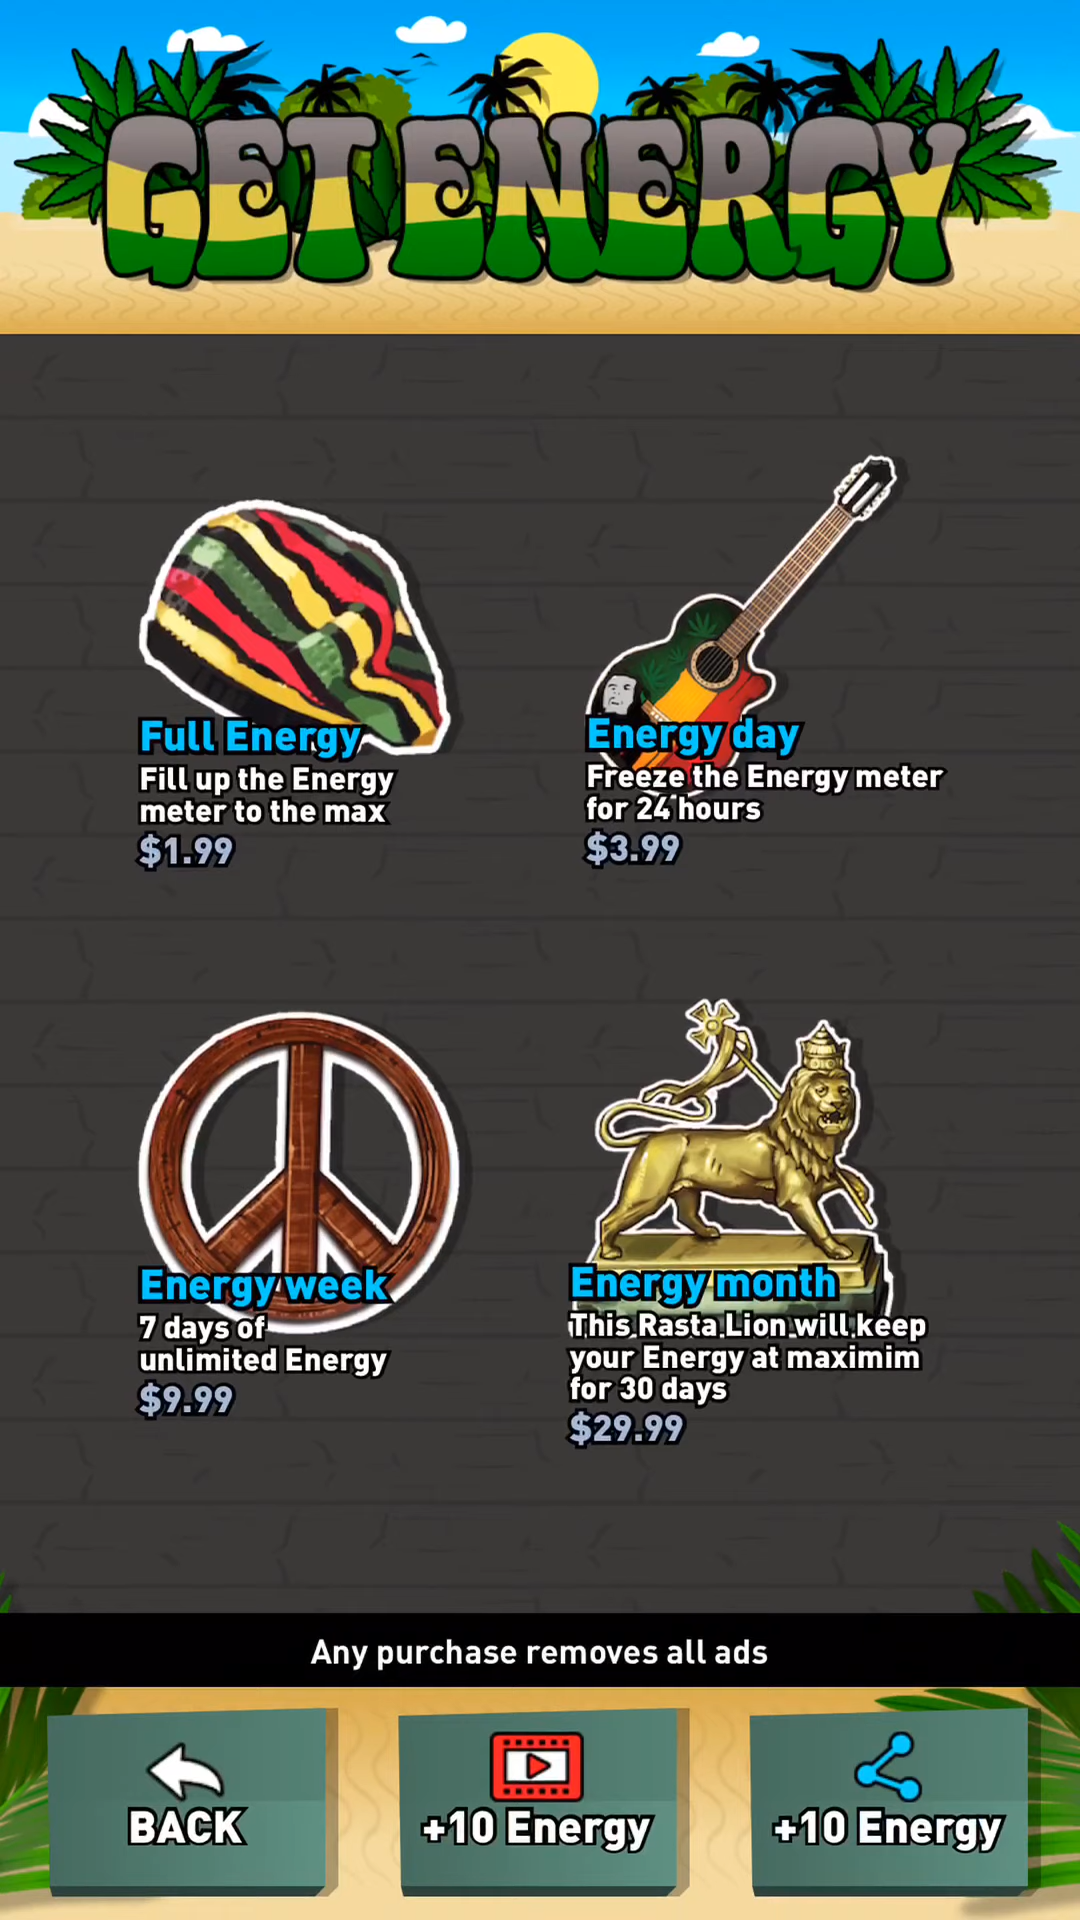 GET ENERGY
Full Energy
Fill up the Energy
meter to the max
$1.99
Energy day
Freeze the Energy meter
for 24 hours
$3.99
Energy week
7 days of
unlimited Energy
$9.99
Energy month
This Rasta Lion will keep
your Energy at maximim
for 30 days
$29.99
Any purchase removes all ads
BACK
+10 Energy
+10 Energy